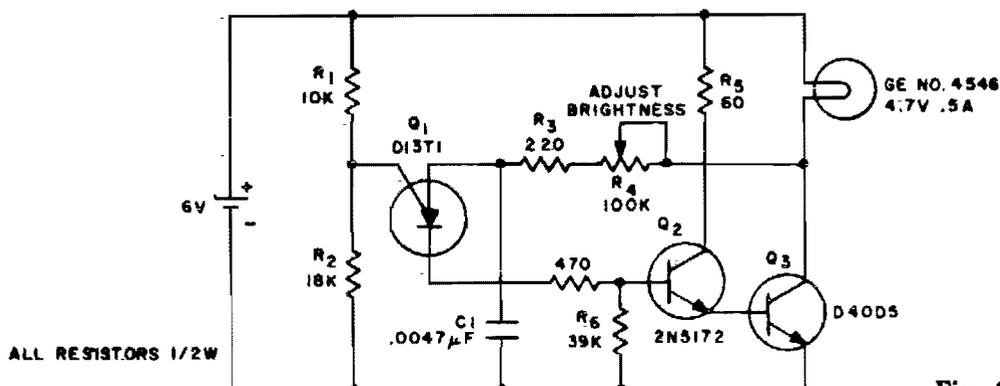 R1
10K
Q1
D13T1
R3
220
ADJUST
BRIGHTNESS
R4
100K
R5
60
GE NO. 4546
4.7V .5A
6V
+
-
R2
18K
C1
.0047µF
470
R6
39K
Q2
2N5172
Q3
D40D5
ALL RESISTORS 1/2W